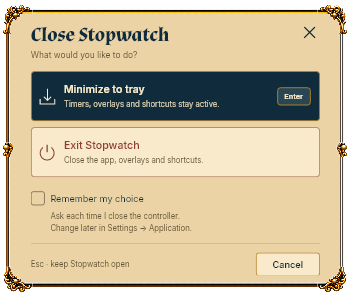 Close Stopwatch
What would you like to do?
Minimize to tray
Timers, overlays and shortcuts stay active.
Enter
Exit Stopwatch
Close the app, overlays and shortcuts.
Remember my choice
Ask each time I close the controller.
Change later in Settings → Application.
Esc · keep Stopwatch open
Cancel